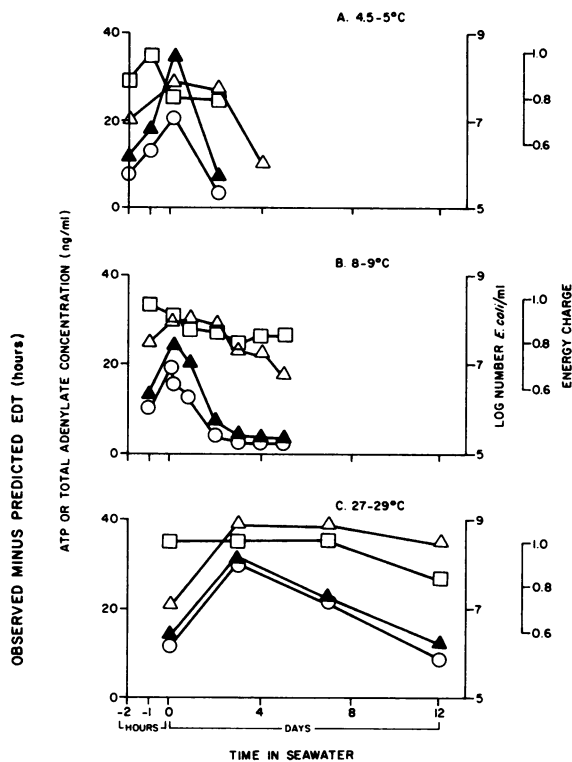 A. 4.5-5°C
40
20
0
9
7
5
1.0
0.8
0.6
B. 8-9°C
40
20
0
9
7
5
1.0
0.8
0.6
C. 27-29°C
40
20
0
9
7
5
1.0
0.8
0.6
OBSERVED MINUS PREDICTED EDT (hours)
ATP OR TOTAL ADENYLATE CONCENTRATION (ng/ml)
LOG NUMBER E.coli/ml
ENERGY CHARGE
-2 -1 0 4 8 12
HOURS DAYS
TIME IN SEAWATER